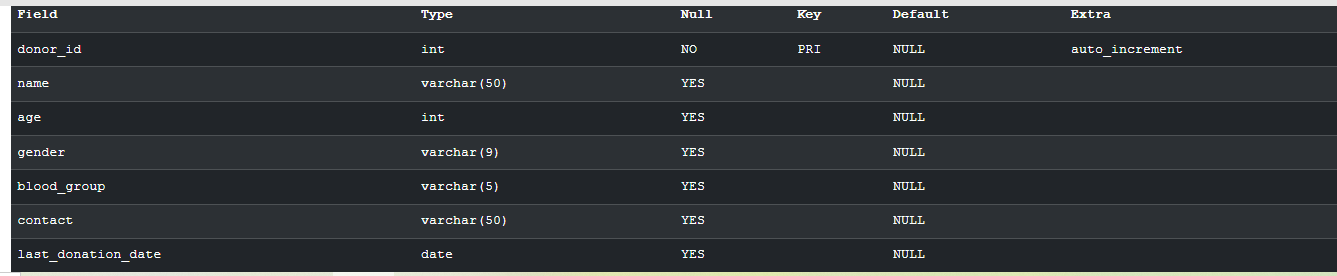 Field Type Null Key Default Extra
donor_id int NO PRI NULL auto_increment
name varchar(50) YES NULL
age int YES NULL
gender varchar(9) YES NULL
blood_group varchar(5) YES NULL
contact varchar(50) YES NULL
last_donation_date date YES NULL